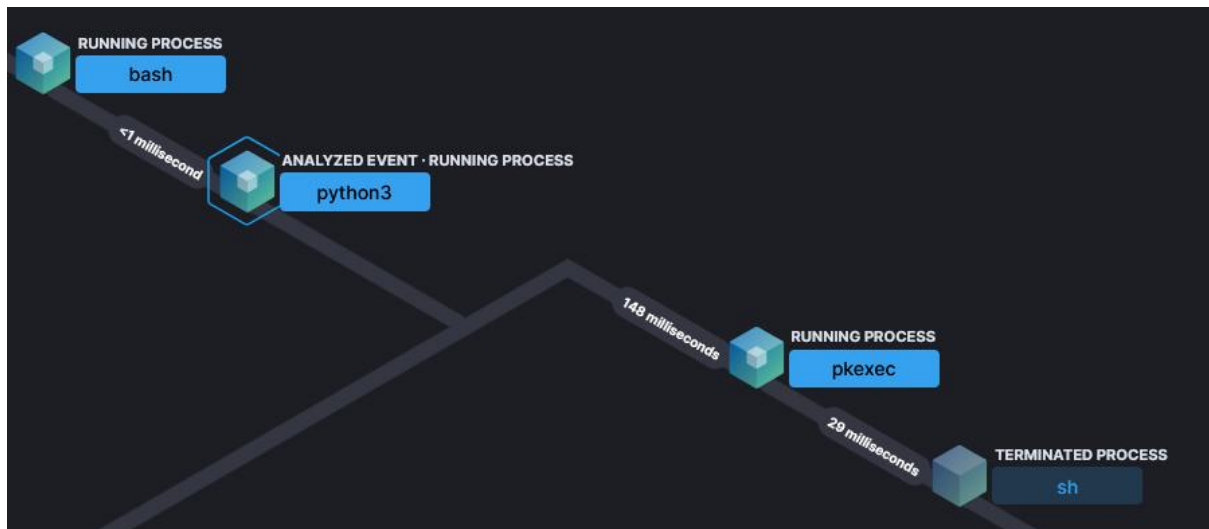 RUNNING PROCESS
bash
<1 millisecond
ANALYZED EVENT · RUNNING PROCESS
python3
148 milliseconds
RUNNING PROCESS
pkexec
29 milliseconds
TERMINATED PROCESS
sh